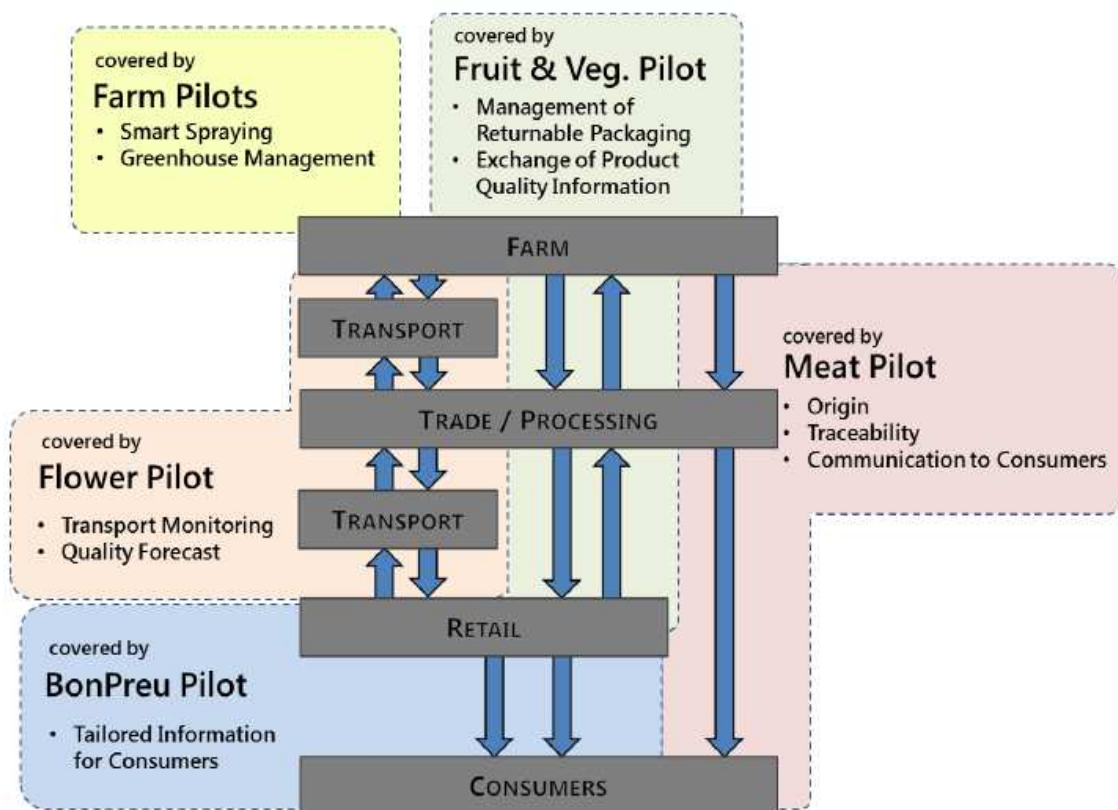 covered by
Farm Pilots
• Smart Spraying
• Greenhouse Management
covered by
Fruit & Veg. Pilot
• Management of
Returnable Packaging
• Exchange of Product
Quality Information
FARM
TRANSPORT
covered by
Meat Pilot
• Origin
• Traceability
• Communication to Consumers
TRADE / PROCESSING
covered by
Flower Pilot
• Transport Monitoring
• Quality Forecast
TRANSPORT
RETAIL
covered by
BonPreu Pilot
• Tailored Information
for Consumers
CONSUMERS